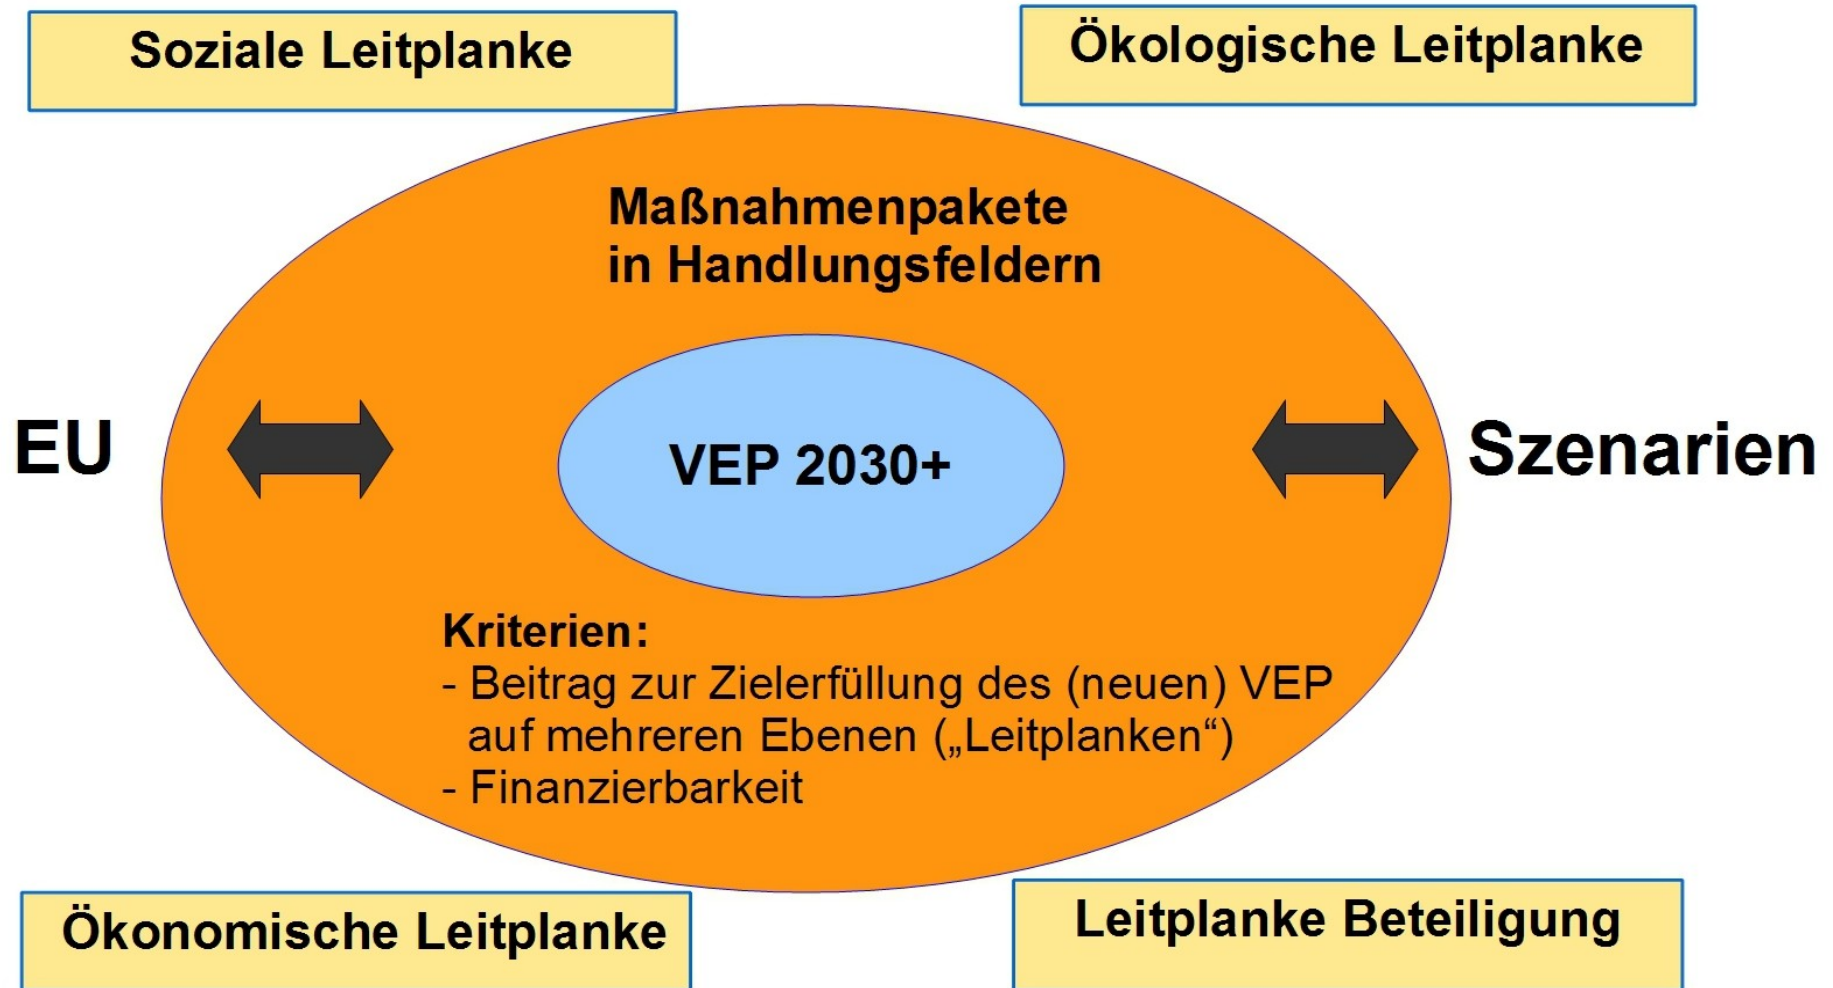 Soziale Leitplanke
Ökologische Leitplanke
Maßnahmenpakete
in Handlungsfeldern
EU
VEP 2030+
Szenarien
Kriterien:
- Beitrag zur Zielerfüllung des (neuen) VEP
auf mehreren Ebenen („Leitplanken“)
- Finanzierbarkeit
Ökonomische Leitplanke
Leitplanke Beteiligung